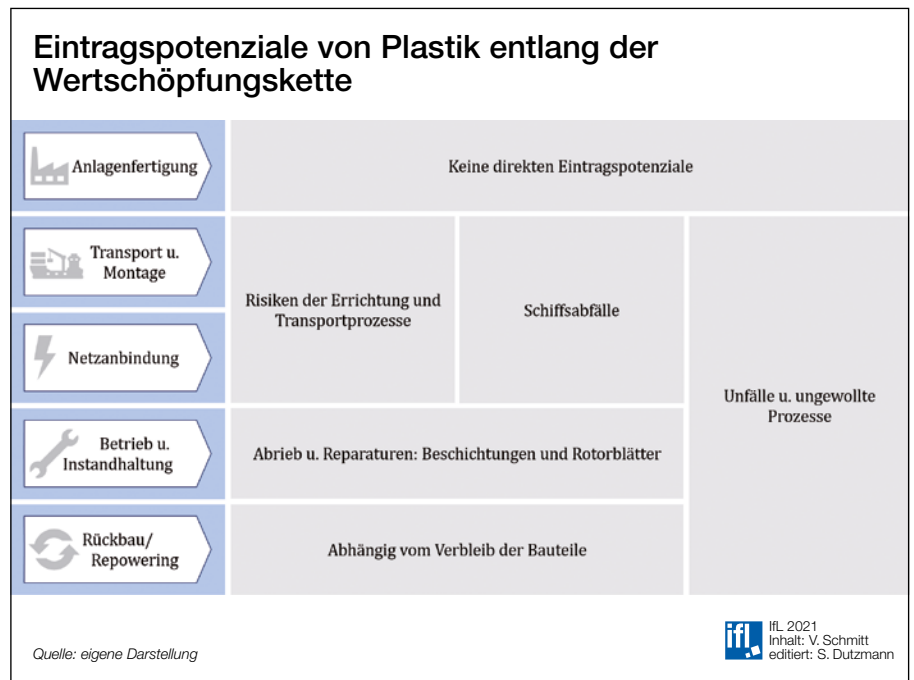 Eintragspotenziale von Plastik entlang der
Wertschöpfungskette
Anlagenfertigung
Keine direkten Eintragspotenziale
Transport u.
Montage
Risiken der Errichtung und
Transportprozesse
Schiffsabfälle
Netzanbindung
Unfälle u. ungewollte
Prozesse
Betrieb u.
Instandhaltung
Abrieb u. Reparaturen: Beschichtungen und Rotorblätter
Rückbau/
Repowering
Abhängig vom Verbleib der Bauteile
Quelle: eigene Darstellung
ifl
IfL 2021
Inhalt: V. Schmitt
editiert: S. Dutzmann